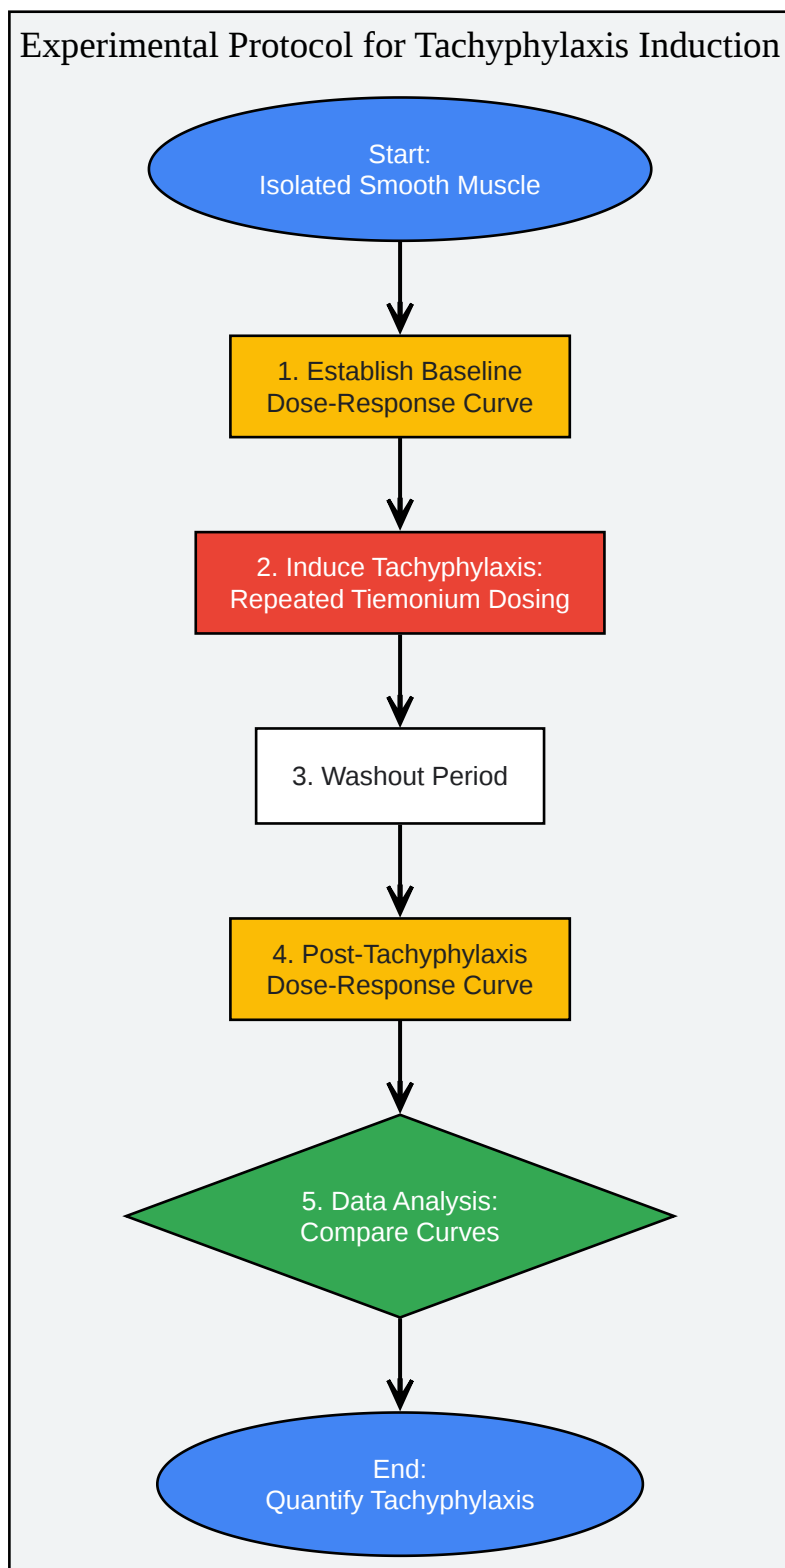 Experimental Protocol for Tachyphylaxis Induction
Start:
Isolated Smooth Muscle
1. Establish Baseline
Dose-Response Curve
2. Induce Tachyphylaxis:
Repeated Tiemonium Dosing
3. Washout Period
4. Post-Tachyphylaxis
Dose-Response Curve
5. Data Analysis:
Compare Curves
End:
Quantify Tachyphylaxis